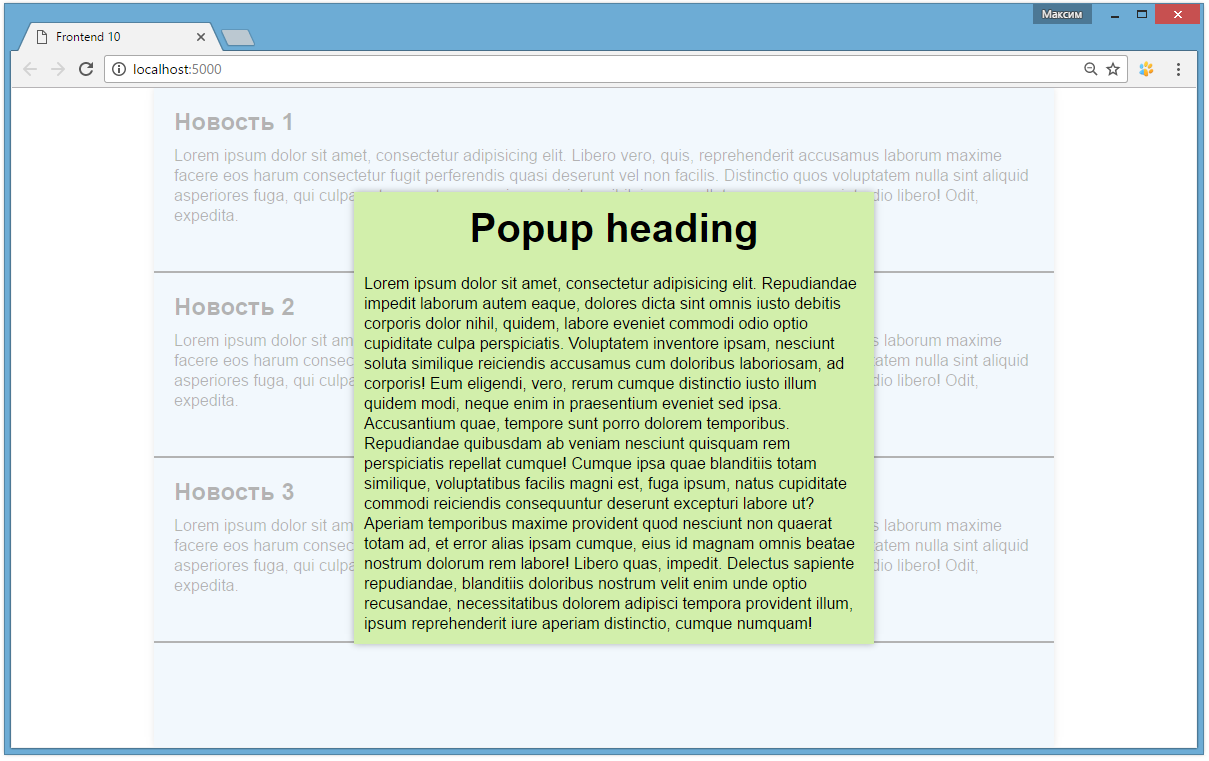 Максим
Frontend 10
localhost:5000
Новость 1
Lorem ipsum dolor sit amet, consectetur adipisicing elit. Libero vero, quis, reprehenderit accusamus laborum maxime
facere eos harum consectetur fugit perferendis quasi deserunt vel non facilis. Distinctio quos voluptatem nulla sint aliquid
asperiores fuga, qui culpa
dio libero! Odit,
expedita.
Popup heading
Lorem ipsum dolor sit amet, consectetur adipisicing elit. Repudiandae
impedit laborum autem eaque, dolores dicta sint omnis iusto debitis
corporis dolor nihil, quidem, labore eveniet commodi odio optio
cupiditate culpa perspiciatis. Voluptatem inventore ipsam, nesciunt
soluta similique reiciendis accusamus cum doloribus laboriosam, ad
corporis! Eum eligendi, vero, rerum cumque distinctio iusto illum
quidem modi, neque enim in praesentium eveniet sed ipsa.
Accusantium quae, tempore sunt porro dolorem temporibus.
Repudiandae quibusdam ab veniam nesciunt quisquam rem
perspiciatis repellat cumque! Cumque ipsa quae blanditiis totam
similique, voluptatibus facilis magni est, fuga ipsum, natus cupiditate
commodi reiciendis consequuntur deserunt excepturi labore ut?
Aperiam temporibus maxime provident quod nesciunt non quaerat
totam ad, et error alias ipsam cumque, eius id magnam omnis beatae
nostrum dolorum rem labore! Libero quas, impedit. Delectus sapiente
repudiandae, blanditiis doloribus nostrum velit enim unde optio
recusandae, necessitatibus dolorem adipisci tempora provident illum,
ipsum reprehenderit iure aperiam distinctio, cumque numquam!
Новость 2
Lorem ipsum dolor sit am
s laborum maxime
facere eos harum consec
tatem nulla sint aliquid
asperiores fuga, qui culpa
dio libero! Odit,
expedita.
Новость 3
Lorem ipsum dolor sit am
s laborum maxime
facere eos harum consec
tatem nulla sint aliquid
asperiores fuga, qui culpa
dio libero! Odit,
expedita.